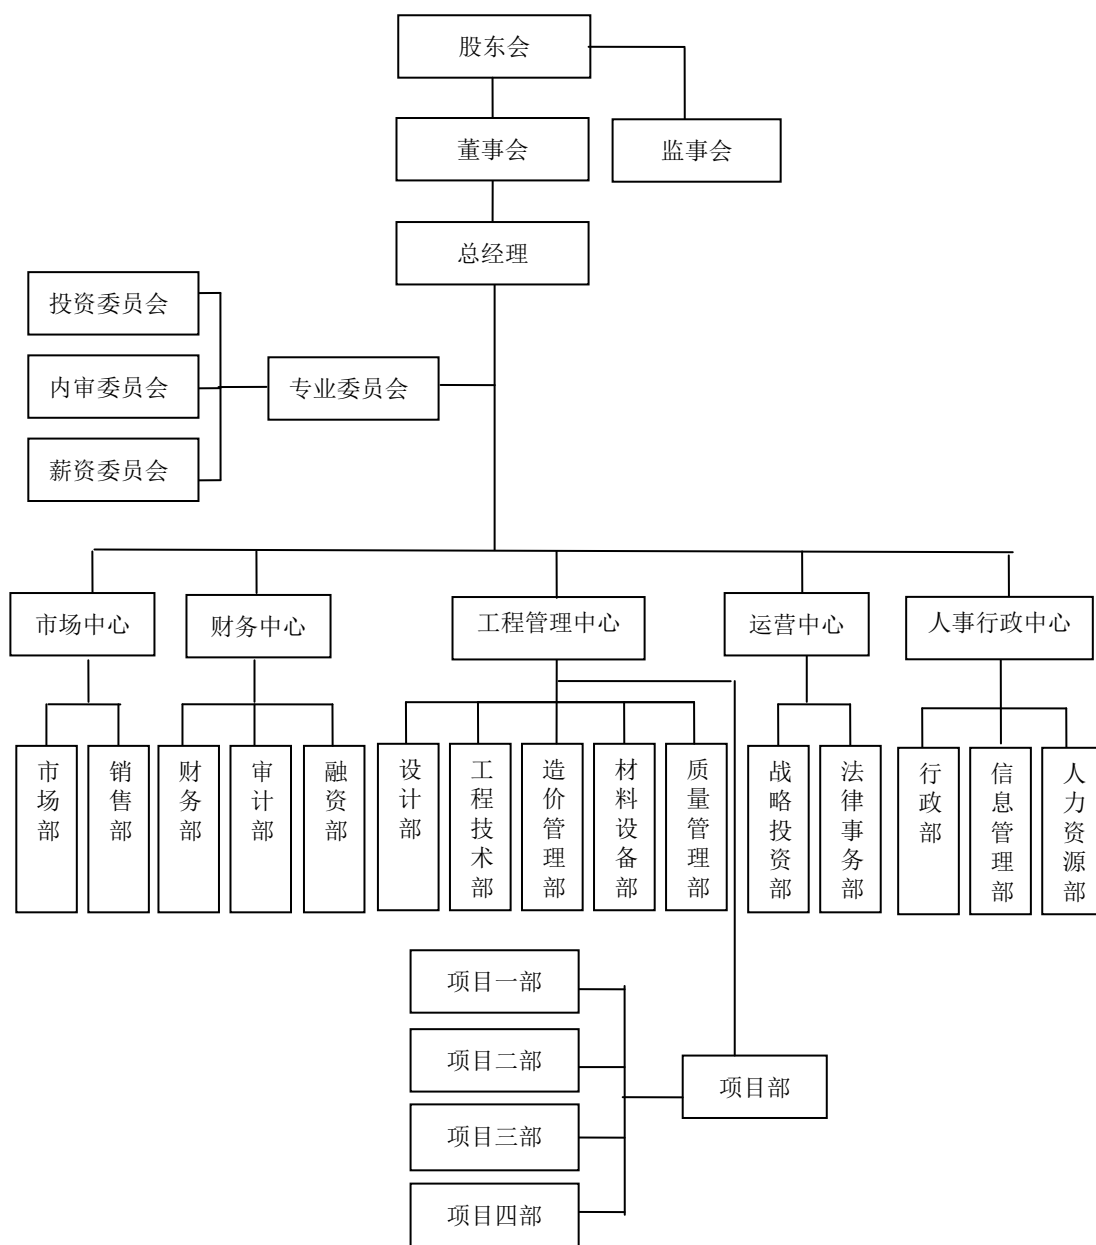 股东会
董事会
监事会
总经理
投资委员会
内审委员会
专业委员会
薪资委员会
市场中心
财务中心
工程管理中心
运营中心
人事行政中心
市场部
销售部
财务部
审计部
融资部
设计部
工程技术部
造价管理部
材料设备部
质量管理部
战略投资部
法律事务部
行政部
信息管理部
人力资源部
项目一部
项目二部
项目部
项目三部
项目四部